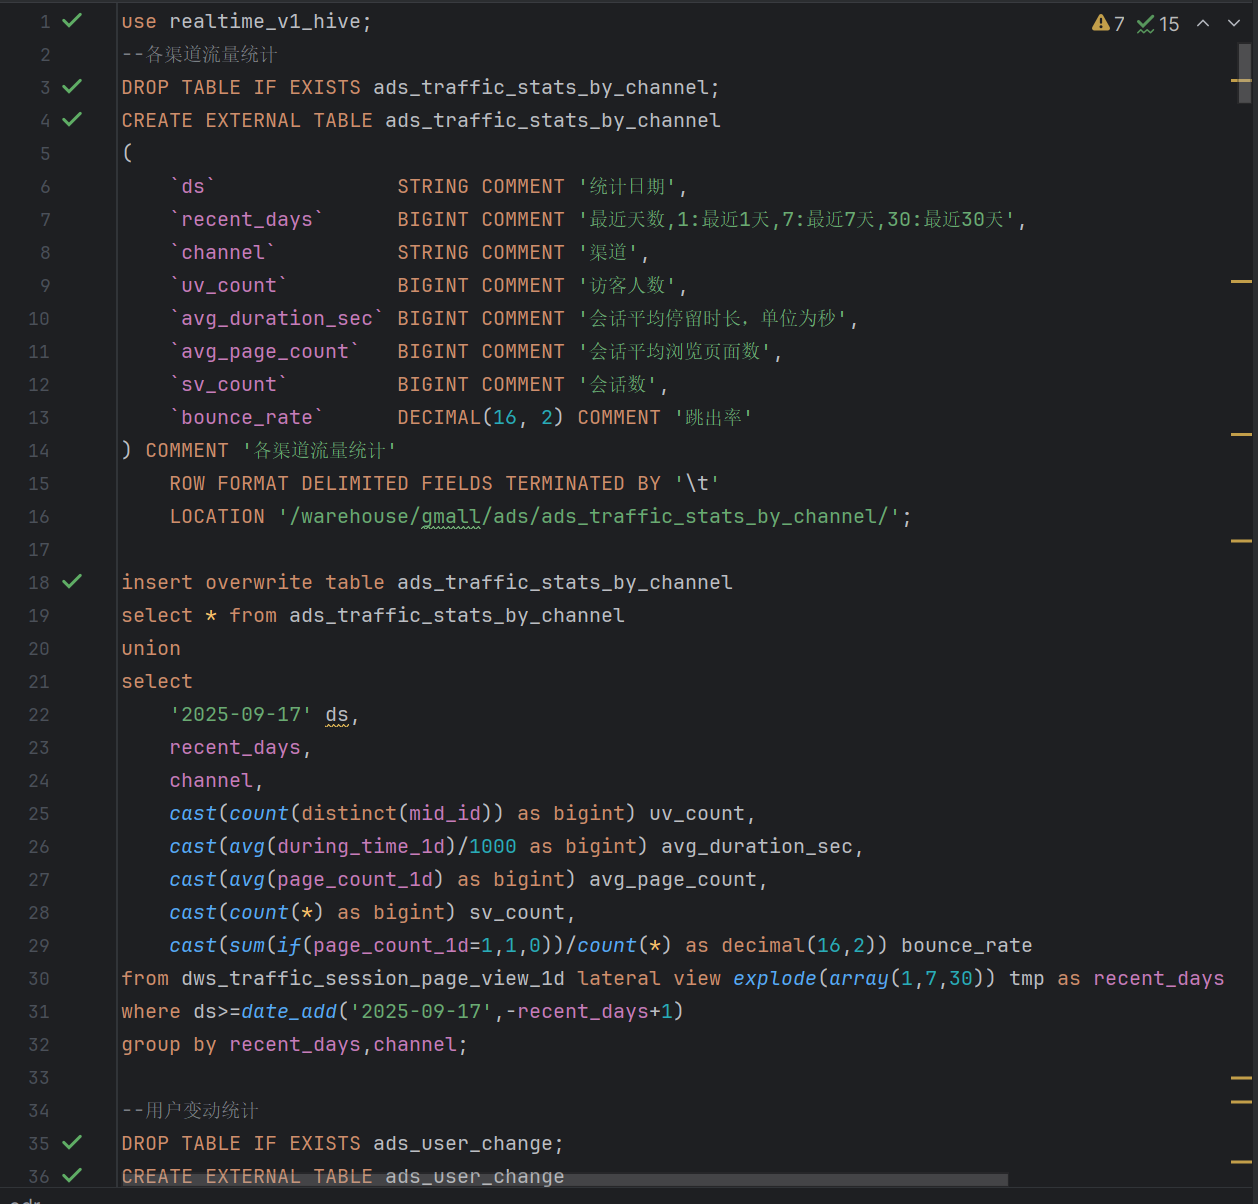 7 15
1 use realtime_v1_hive;
2 --各渠道流量统计
3 DROP TABLE IF EXISTS ads_traffic_stats_by_channel;
4 CREATE EXTERNAL TABLE ads_traffic_stats_by_channel
5 (
6 `ds` STRING COMMENT '统计日期',
7 `recent_days` BIGINT COMMENT '最近天数,1:最近1天,7:最近7天,30:最近30天',
8 `channel` STRING COMMENT '渠道',
9 `uv_count` BIGINT COMMENT '访客人数',
10 `avg_duration_sec` BIGINT COMMENT '会话平均停留时长，单位为秒',
11 `avg_page_count` BIGINT COMMENT '会话平均浏览页面数',
12 `sv_count` BIGINT COMMENT '会话数',
13 `bounce_rate` DECIMAL(16, 2) COMMENT '跳出率'
14 ) COMMENT '各渠道流量统计'
15 ROW FORMAT DELIMITED FIELDS TERMINATED BY '\t'
16 LOCATION '/warehouse/gmall/ads/ads_traffic_stats_by_channel/';
17
18 insert overwrite table ads_traffic_stats_by_channel
19 select * from ads_traffic_stats_by_channel
20 union
21 select
22 '2025-09-17' ds,
23 recent_days,
24 channel,
25 cast(count(distinct(mid_id)) as bigint) uv_count,
26 cast(avg(during_time_1d)/1000 as bigint) avg_duration_sec,
27 cast(avg(page_count_1d) as bigint) avg_page_count,
28 cast(count(*) as bigint) sv_count,
29 cast(sum(if(page_count_1d=1,1,0))/count(*) as decimal(16,2)) bounce_rate
30 from dws_traffic_session_page_view_1d lateral view explode(array(1,7,30)) tmp as recent_days
31 where ds>=date_add('2025-09-17',-recent_days+1)
32 group by recent_days,channel;
33
34 --用户变动统计
35 DROP TABLE IF EXISTS ads_user_change;
36 CREATE EXTERNAL TABLE ads_user_change